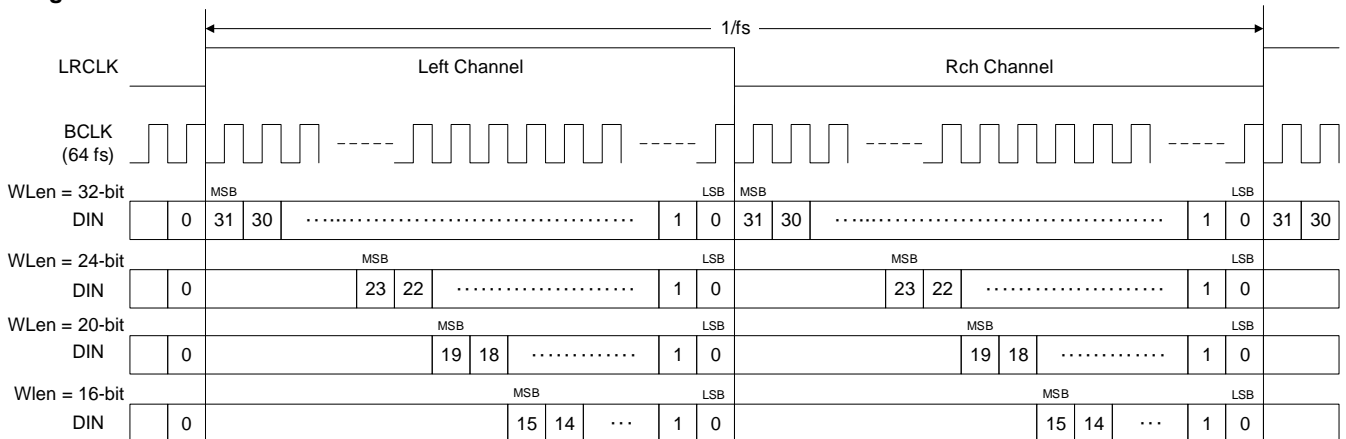 1/fs
LRCLK Left Channel Rch Channel
BCLK
(64 fs)
WLen = 32-bit MSB LSB MSB LSB
DIN 0 31 30 1 0 31 30 1 0 31 30
WLen = 24-bit MSB LSB MSB LSB
DIN 0 23 22 1 0 23 22 1 0
WLen = 20-bit MSB LSB MSB LSB
DIN 0 19 18 1 0 19 18 1 0
Wlen = 16-bit MSB LSB MSB LSB
DIN 0 15 14 ... 1 0 15 14 ... 1 0